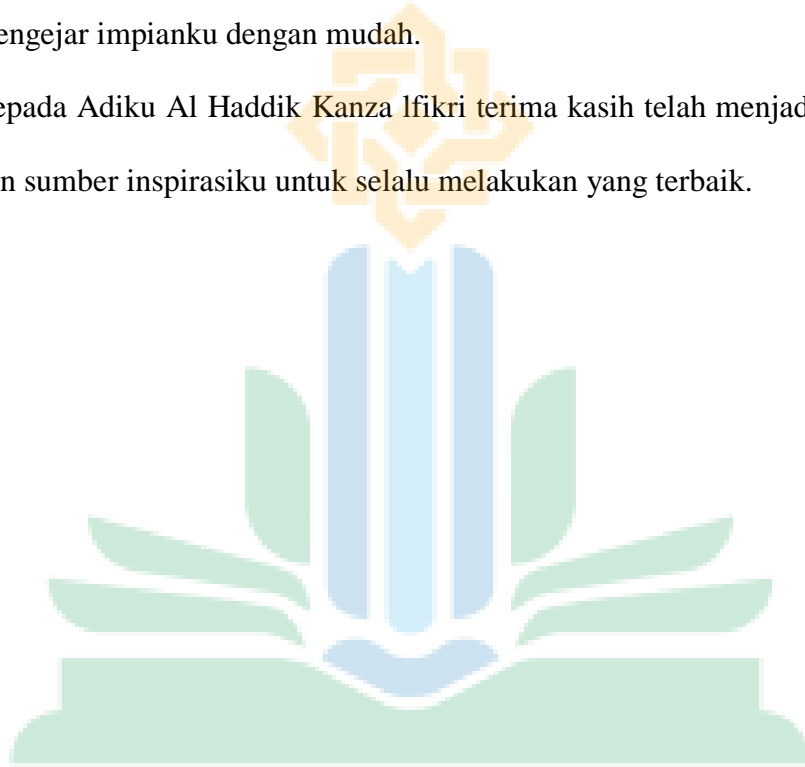 engejar impianku dengan mudah.
epada Adiku Al Haddik Kanza lfikri terima kasih telah menjad
n sumber inspirasiku untuk selalu melakukan yang terbaik.